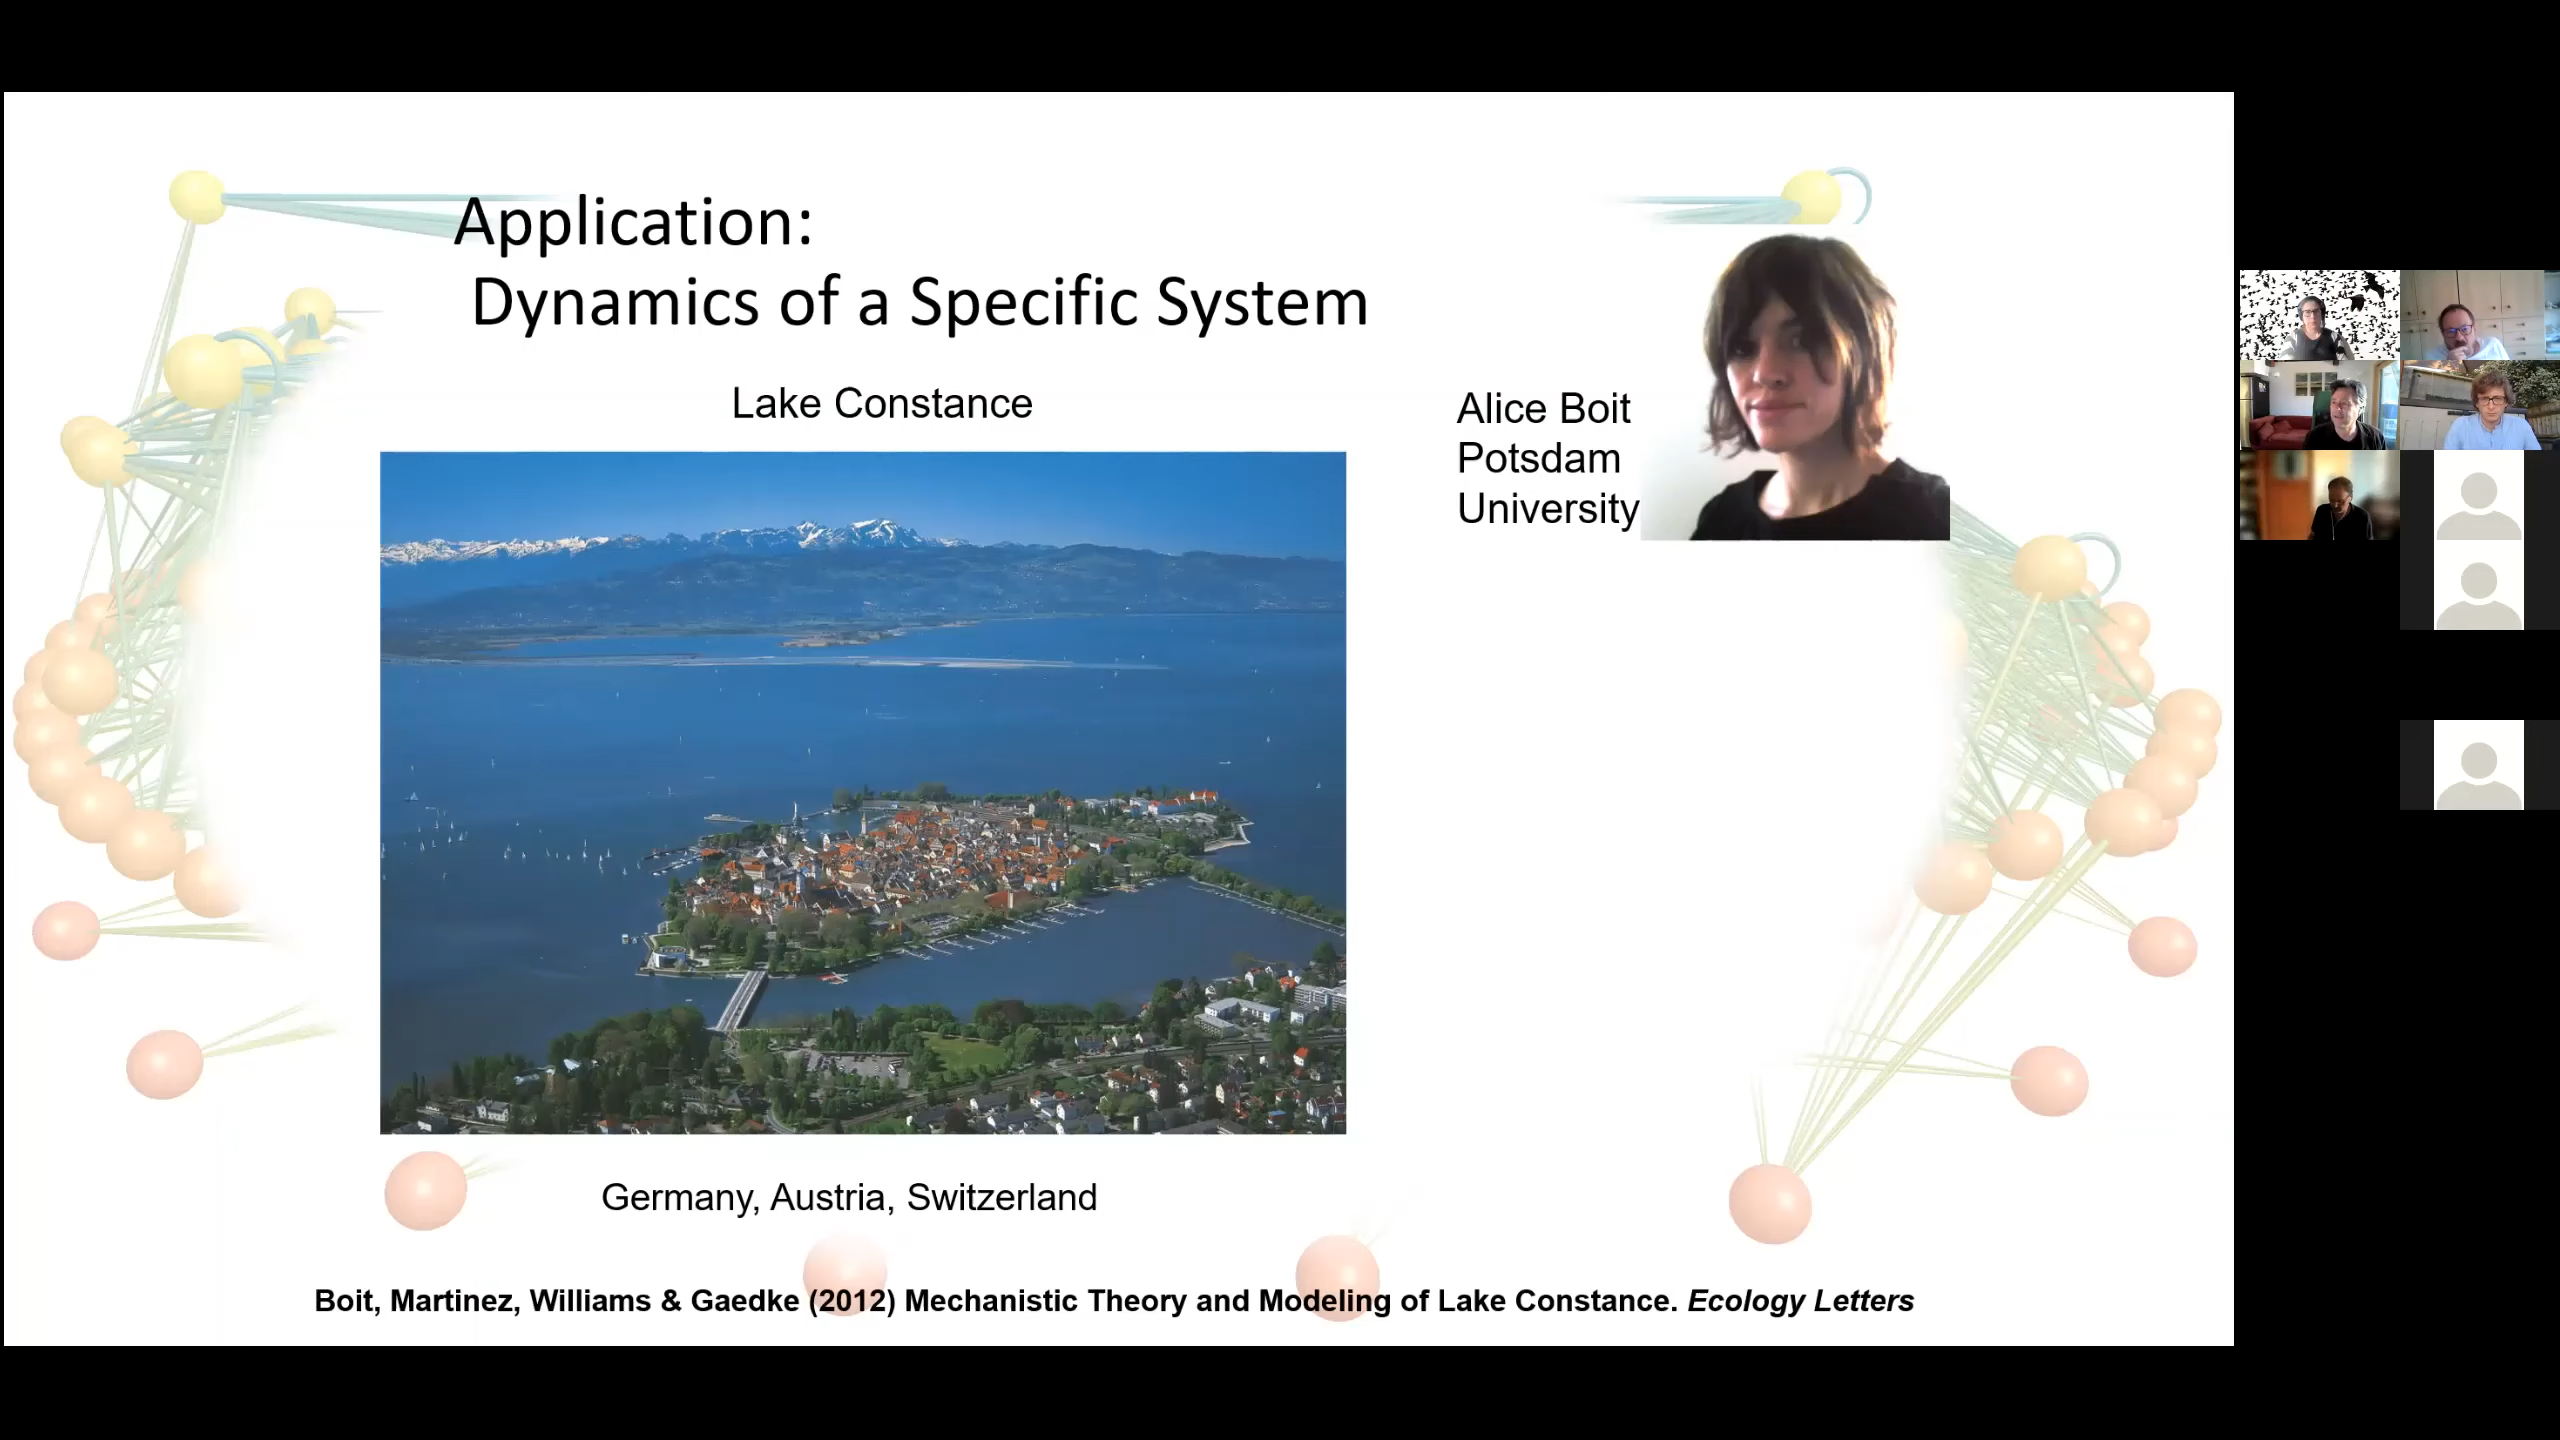 Application:
Dynamics of a Specific System
Lake Constance
Alice Boit
Potsdam
University
Germany, Austria, Switzerland
Boit, Martinez, Williams & Gaedke (2012) Mechanistic Theory and Modeling of Lake Constance. Ecology Letters